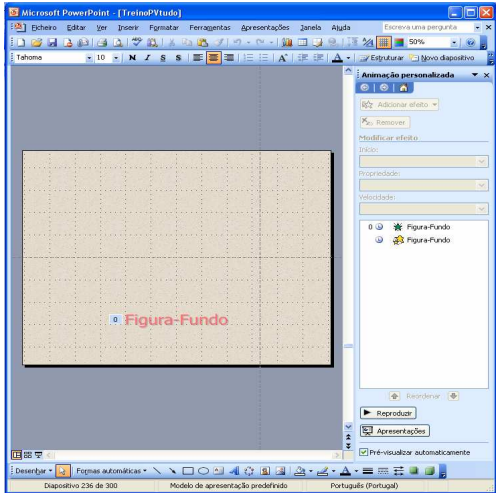 Microsoft PowerPoint - [TreinoPVtudo]
Ficheiro Editar Ver Inserir Formatar Ferramentas Apresentações Janela Ajuda Escreva uma pergunta
50%
Tahoma 10 N I S S A A Estruturar Novo diapositivo
Animação personalizada
Adicionar efeito
Remover
Modificar efeito
Início:
Propriedade:
Velocidade:
0 Figura-Fundo
Figura-Fundo
0 Figura-Fundo
Reordenar
Reproduzir
Apresentações
Pré-visualizar automaticamente
Desenhar Formas automáticas A
Diapositivo 236 de 300 Modelo de apresentação predefinido Português (Portugal)